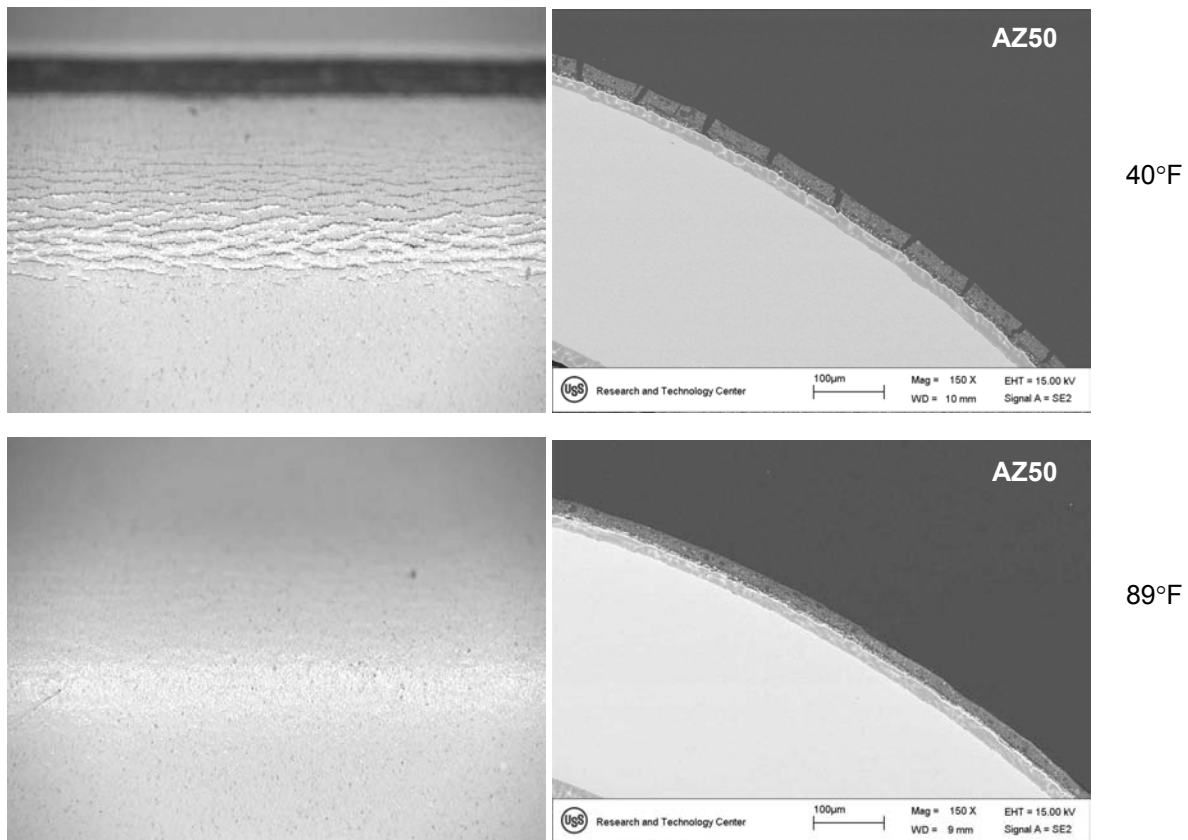 AZ50
40°F
USS Research and Technology Center 100µm Mag = 150 X EHT = 15.00 kV
WD = 10 mm Signal A = SE2
AZ50
89°F
USS Research and Technology Center 100µm Mag = 150 X EHT = 15.00 kV
WD = 9 mm Signal A = SE2